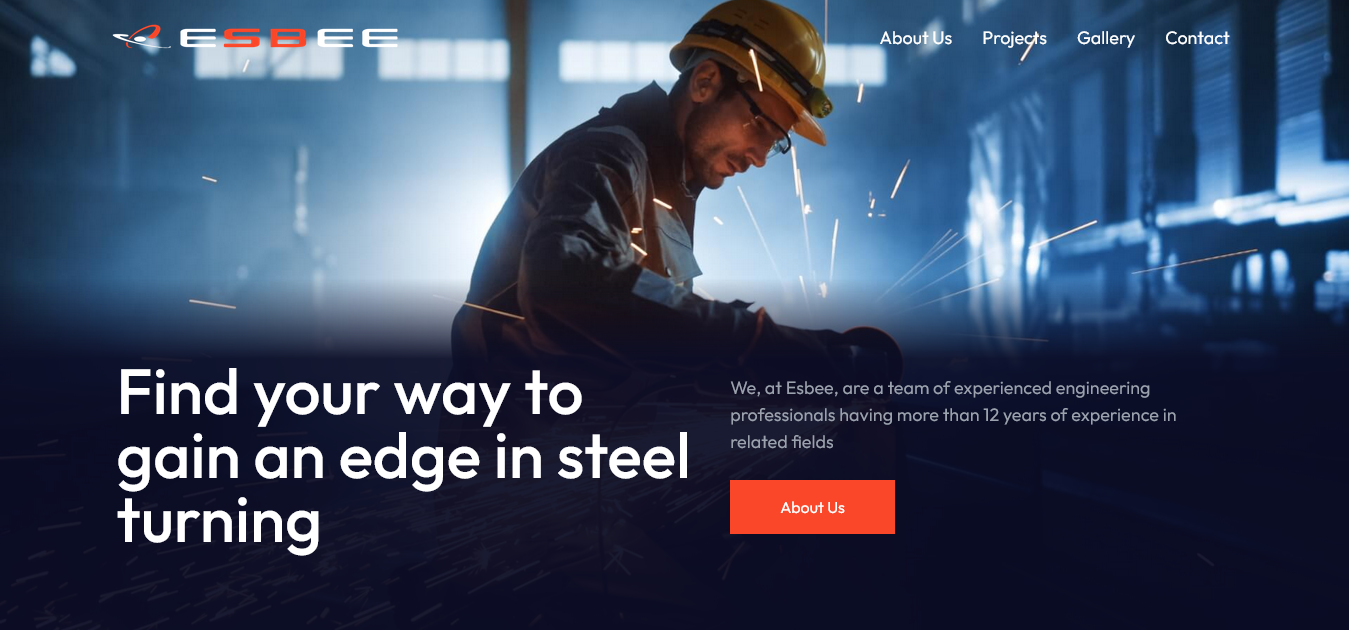 ESBEE
About Us Projects Gallery Contact
Find your way to
gain an edge in steel
turning
We, at Esbee, are a team of experienced engineering
professionals having more than 12 years of experience in
related fields
About Us